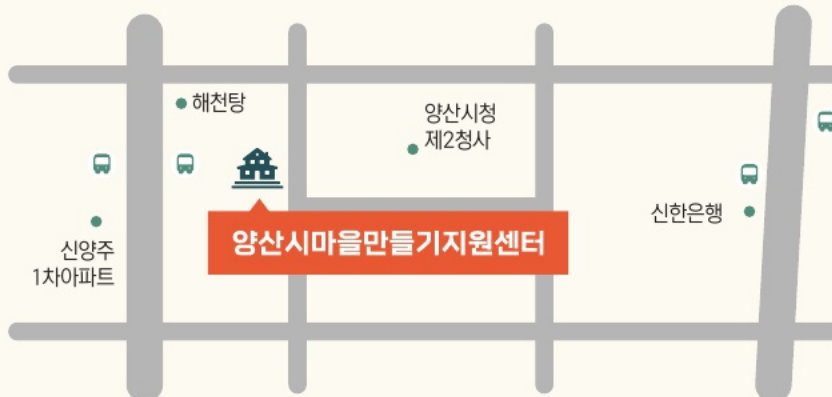 해천탕
양산시청
제2청사
신한은행
양산시마을만들기지원센터
신양주
1차아파트